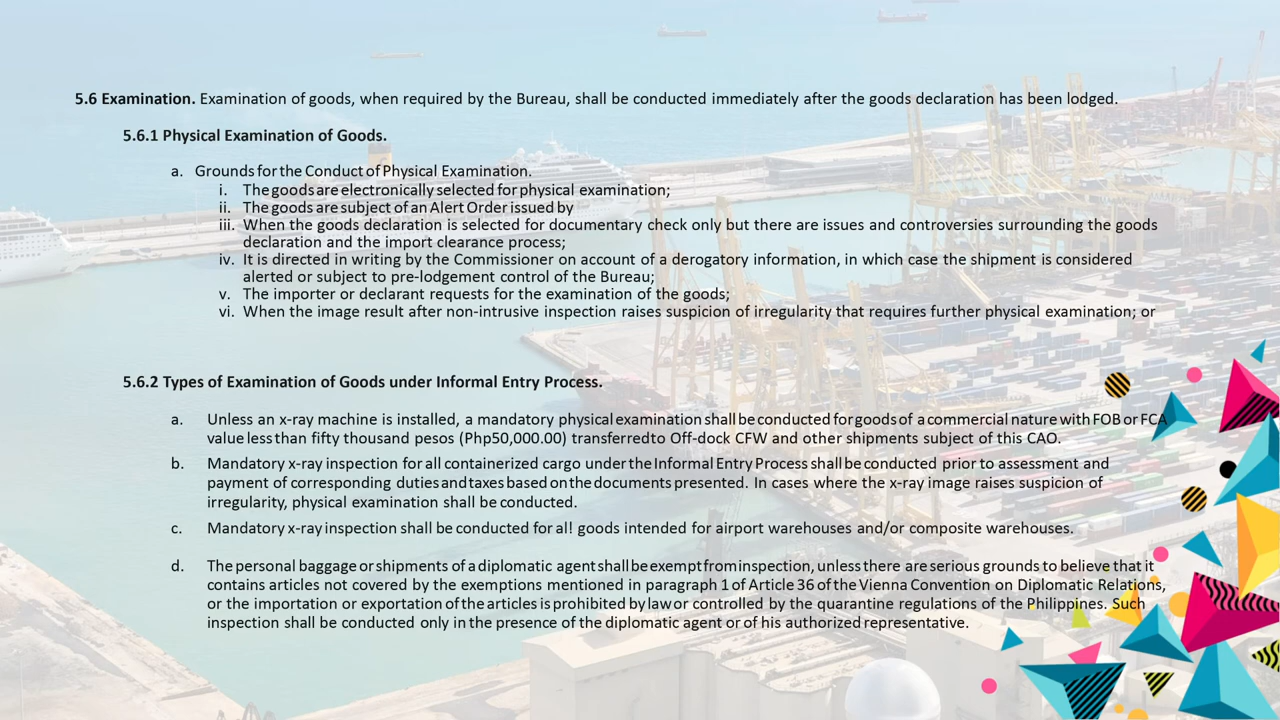 5.6 Examination. Examination of goods, when required by the Bureau, shall be conducted immediately after the goods declaration has been lodged.
5.6.1 Physical Examination of Goods.
a. Grounds for the Conduct of Physical Examination.
i. The goods are electronically selected for physical examination;
ii. The goods are subject of an Alert Order issued by
iii. When the goods declaration is selected for documentary check only but there are issues and controversies surrounding the goods
declaration and the import clearance process;
iv. It is directed in writing by the Commissioner on account of a derogatory information, in which case the shipment is considered
alerted or subject to pre-lodgement control of the Bureau;
v. The importer or declarant requests for the examination of the goods;
vi. When the image result after non-intrusive inspection raises suspicion of irregularity that requires further physical examination; or
5.6.2 Types of Examination of Goods under Informal Entry Process.
a. Unless an x-ray machine is installed, a mandatory physical examination shall be conducted for goods of a commercial nature with FOB or FCA
value less than fifty thousand pesos (Php50,000.00) transferred to Off-dock CFW and other shipments subject of this CAO.
b. Mandatory x-ray inspection for all containerized cargo under the Informal Entry Process shall be conducted prior to assessment and
payment of corresponding duties and taxes based on the documents presented. In cases where the x-ray image raises suspicion of
irregularity, physical examination shall be conducted.
c. Mandatory x-ray inspection shall be conducted for al! goods intended for airport warehouses and/or composite warehouses.
d. The personal baggage or shipments of a diplomatic agent shall be exempt from inspection, unless there are serious grounds to believe that it
contains articles not covered by the exemptions mentioned in paragraph 1 of Article 36 of the Vienna Convention on Diplomatic Relations,
or the importation or exportation of the articles is prohibited by law or controlled by the quarantine regulations of the Philippines. Such
inspection shall be conducted only in the presence of the diplomatic agent or of his authorized representative.